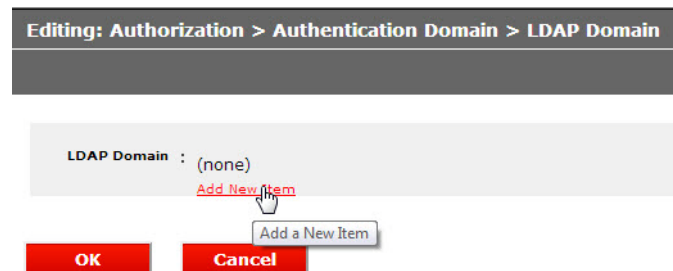 Editing: Authorization > Authentication Domain > LDAP Domain
LDAP Domain : (none)
Add New Item
Add a New Item
OK Cancel